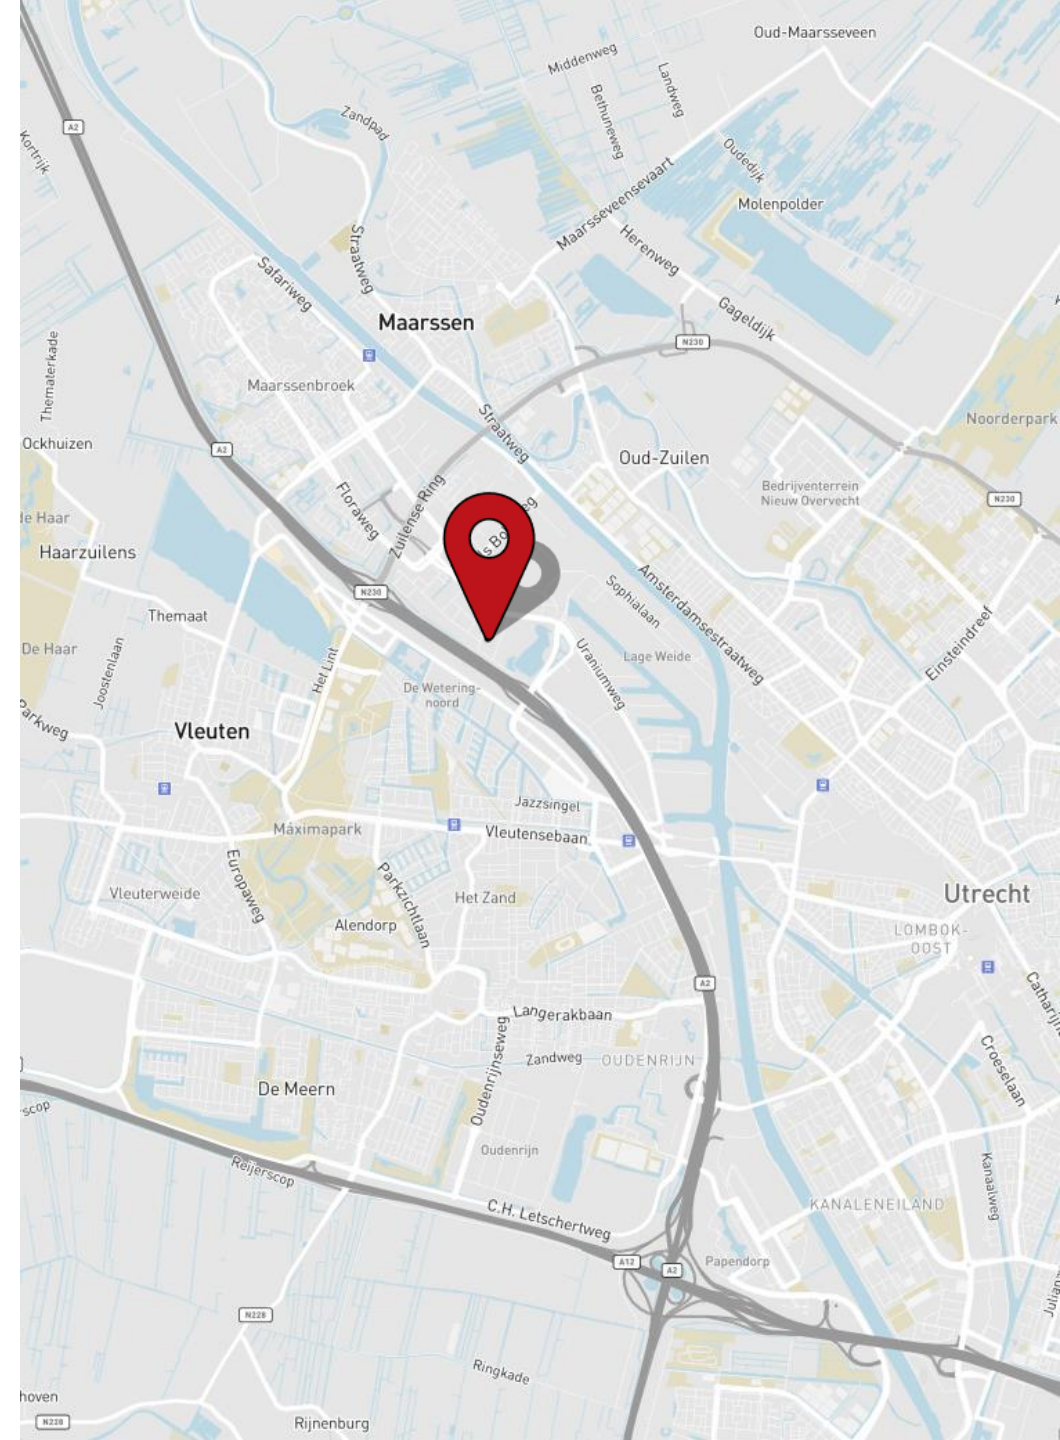 Oud-Maarsseveen
Middenweg
Landweg
Bethuneweg
Zandpad
A2
Kortrijk
Oudedijk
Maarsseveensevaart
Molenpolder
Straatweg
Herenweg
Safariweg
Gageldijk
Maarssen
N230
Thematerkade
Maarssenbroek
Noorderpark
Straatweg
Ockhuizen
A2
Oud-Zuilen
Bedrijventerrein
Nieuw Overvecht
N230
Floraweg
Zuilense Ring
de Haar
Haarzuilens
N230
Sophialaan
Amsterdamsestraatweg
Themaat
Einsteindreef
De Haar
Joostenlaan
Het Lint
Uraniumweg
Lage Weide
De Wetering-
noord
Parkweg
Vleuten
Jazzsingel
Máximapark
Vleutensebaan
Europaweg
Parkzichtlaan
Vleuterweide
Het Zand
Utrecht
Alendorp
LOMBOK-
OOST
A2
Langerakbaan
Oudenrijnseweg
Zandweg
OUDENRIJN
Croeselaan
De Meern
Oudenrijn
Reijerscop
Kanaalweg
KANALENEILAND
C.H. Letschertweg
A12
A2
Papendorp
N228
Ringkade
hoven
N228
Rijnenburg